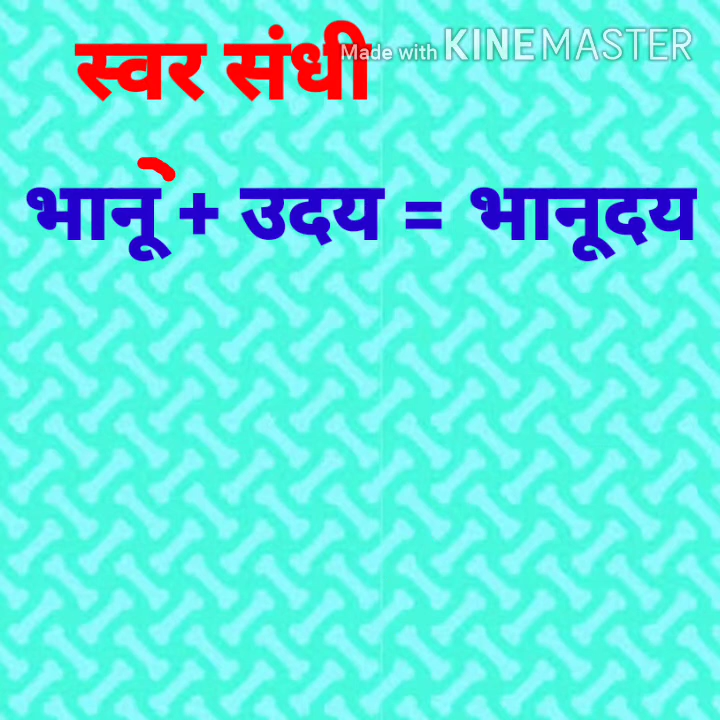 स्वर संधी
Made with KINEMASTER
भानू + उदय = भानूदय